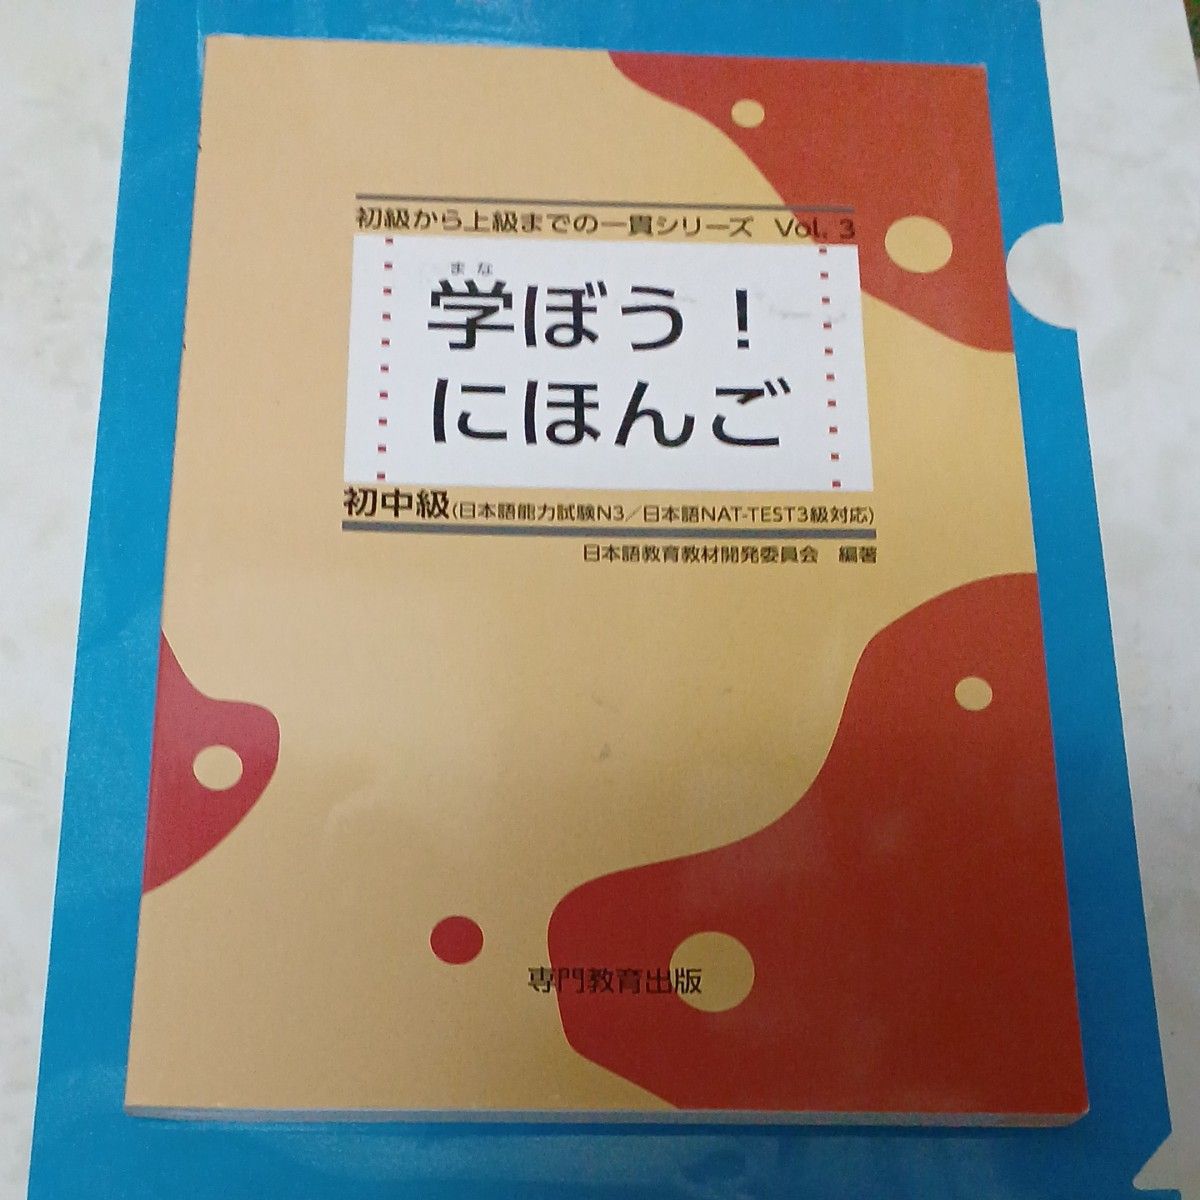 初級から上級までの一貫シリーズ Vol. 3
まな
学ぼう！
にほんご
初中級(日本語能力試験N3／日本語NAT-TEST3級対応)
日本語教育教材開発委員会 編著
専門教育出版